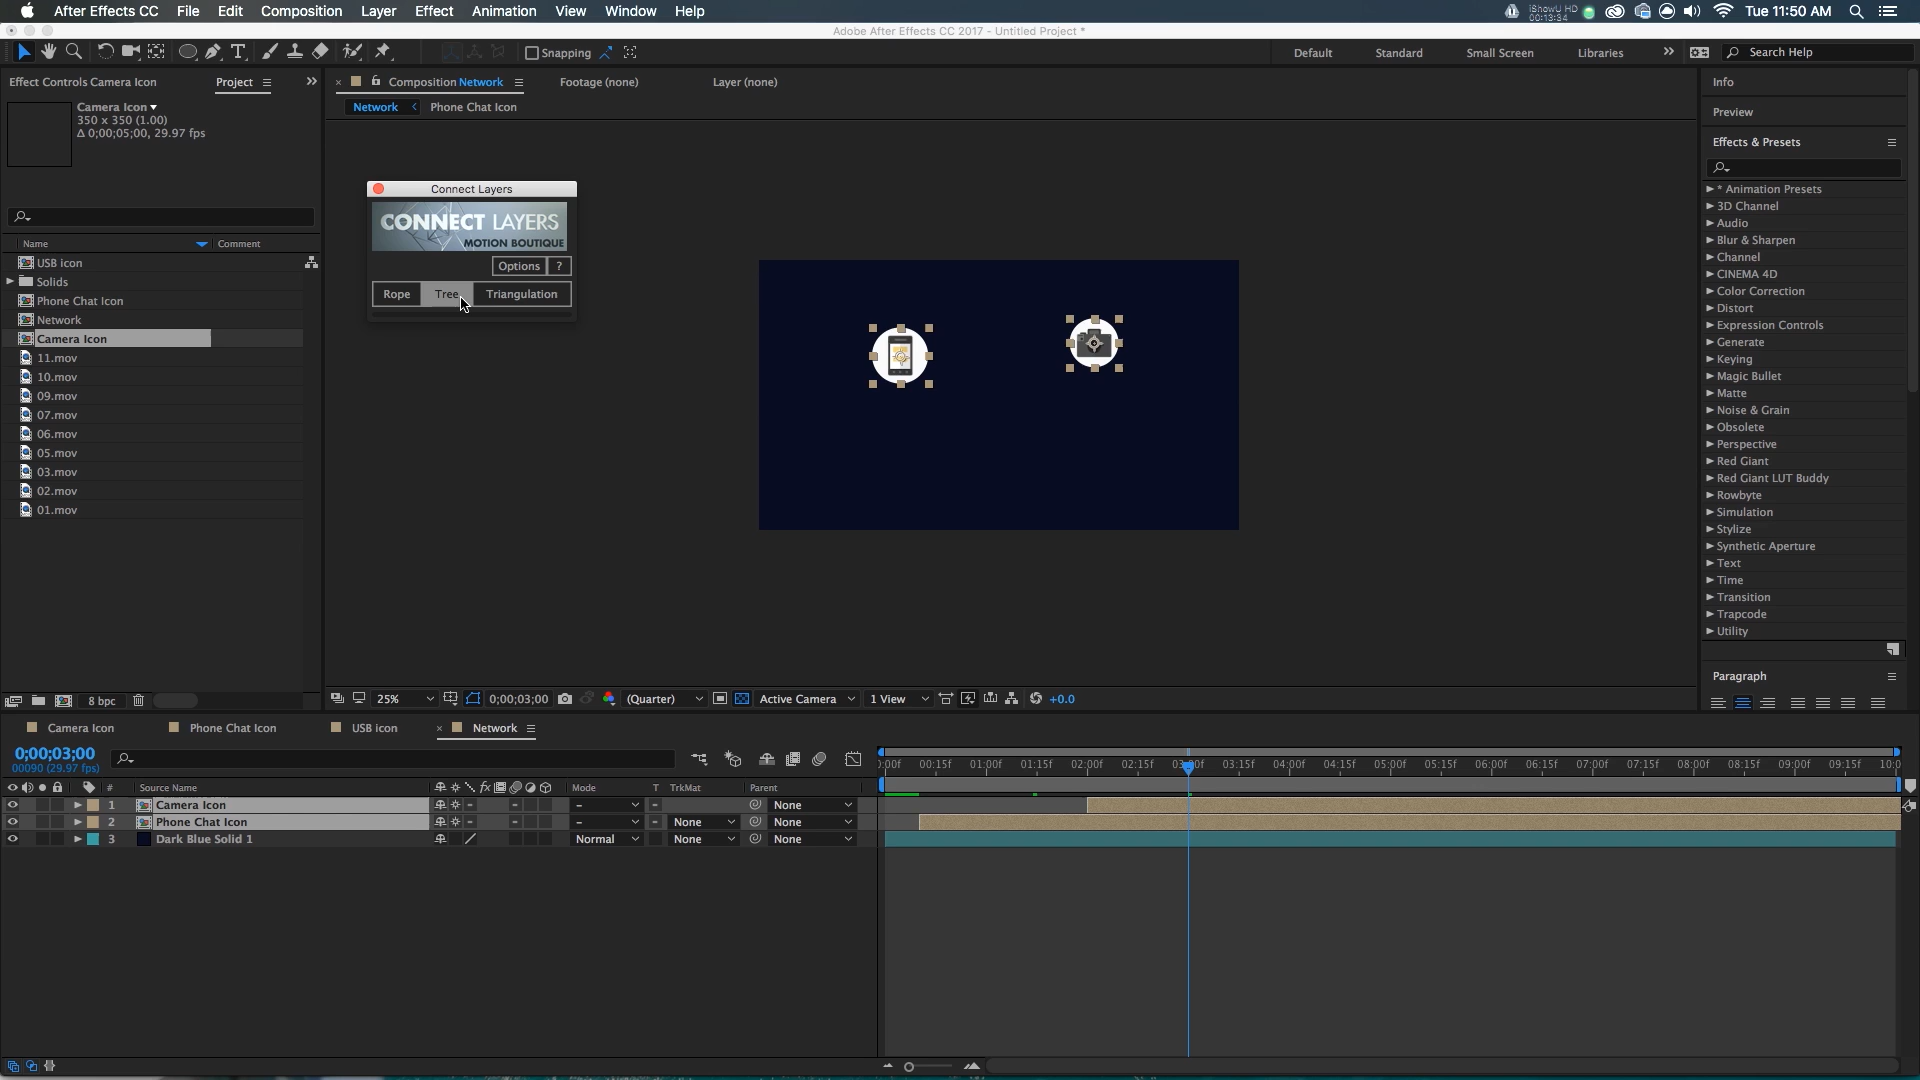 After Effects CC File Edit Composition Layer Effect Animation View Window Help
iShowU HD
00:13:34
Tue 11:50 AM
Adobe After Effects CC 2017 - Untitled Project *
Snapping
Default Standard Small Screen Libraries Search Help
Effect Controls Camera Icon Project
Composition Network Footage (none) Layer (none)
Network Phone Chat Icon
Camera Icon
350 x 350 (1.00)
Δ 0;00;05;00, 29.97 fps
Name Comment
USB icon
Solids
Phone Chat Icon
Network
Camera Icon
11.mov
10.mov
09.mov
07.mov
06.mov
05.mov
03.mov
02.mov
01.mov
8 bpc
Connect Layers
CONNECT LAYERS
MOTION BOUTIQUE
Options ?
Rope Tree Triangulation
25% 0;00;03;00 (Quarter) Active Camera 1 View +0.0
Info
Preview
Effects & Presets
* Animation Presets
3D Channel
Audio
Blur & Sharpen
Channel
CINEMA 4D
Color Correction
Distort
Expression Controls
Generate
Keying
Magic Bullet
Matte
Noise & Grain
Obsolete
Perspective
Red Giant
Red Giant LUT Buddy
Rowbyte
Simulation
Stylize
Synthetic Aperture
Text
Time
Transition
Trapcode
Utility
Paragraph
Camera Icon Phone Chat Icon USB icon Network
0;00;03;00
00090 (29.97 fps)
):00f 00:15f 01:00f 01:15f 02:00f 02:15f 03:00f 03:15f 04:00f 04:15f 05:00f 05:15f 06:00f 06:15f 07:00f 07:15f 08:00f 08:15f 09:00f 09:15f 10:0
# Source Name fx Mode T TrkMat Parent
1 Camera Icon - None
2 Phone Chat Icon - None None
3 Dark Blue Solid 1 Normal None None